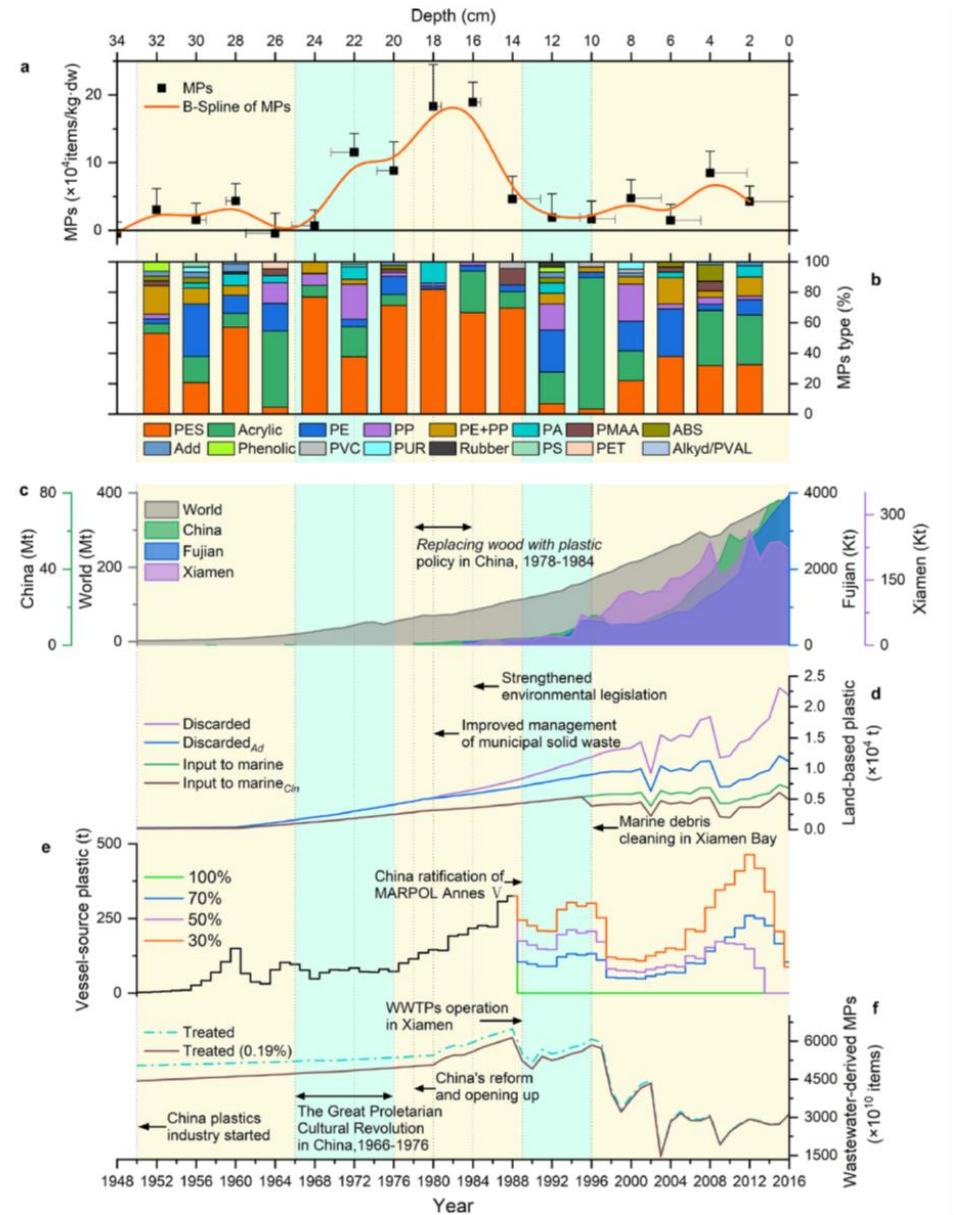 Depth (cm)
34 32 30 28 26 24 22 20 18 16 14 12 10 8 6 4 2 0
a
MPs (×10⁴items/kg·dw)
20
10
0
MPs
B-Spline of MPs
b
MPs type (%)
100
80
60
40
20
0
PES Acrylic PE PP PE+PP PA PMAA ABS
Add Phenolic PVC PUR Rubber PS PET Alkyd/PVAL
c
China (Mt)
80
40
0
World (Mt)
400
200
0
World
China
Fujian
Xiamen
Replacing wood with plastic
policy in China, 1978-1984
4000
2000
0
Fujian (Kt)
300
150
0
Xiamen (Kt)
d
Strengthened
environmental legislation
Improved management
of municipal solid waste
Discarded
Discarded_Ad
Input to marine
Input to marine_Cin
Marine debris
cleaning in Xiamen Bay
2.5
2.0
1.5
1.0
0.5
0.0
Land-based plastic
(×10⁴ t)
e
Vessel-source plastic (t)
500
250
0
100%
70%
50%
30%
China ratification of
MARPOL Annes Ⅴ
f
WWTPs operation
in Xiamen
Treated
Treated (0.19%)
China's reform
and opening up
The Great Proletarian
Cultural Revolution
in China,1966-1976
China plastics
industry started
6000
4500
3000
1500
Wastewater-derived MPs
(×10¹⁰ items)
1948 1952 1956 1960 1964 1968 1972 1976 1980 1984 1988 1992 1996 2000 2004 2008 2012 2016
Year